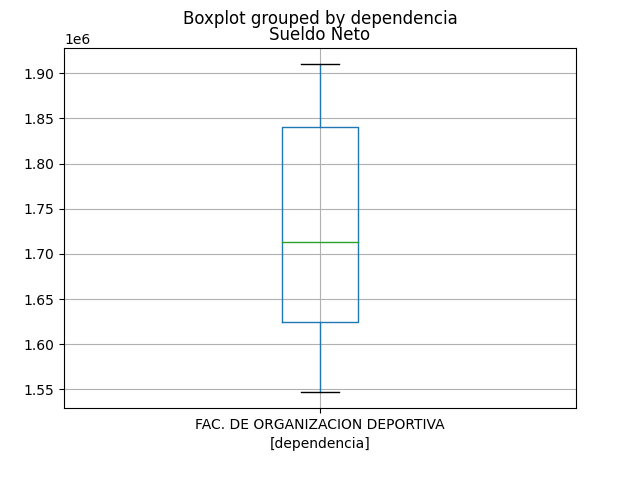 Boxplot grouped by dependencia
Sueldo Neto
1e6
1.90
1.85
1.80
1.75
1.70
1.65
1.60
1.55
FAC. DE ORGANIZACION DEPORTIVA
[dependencia]